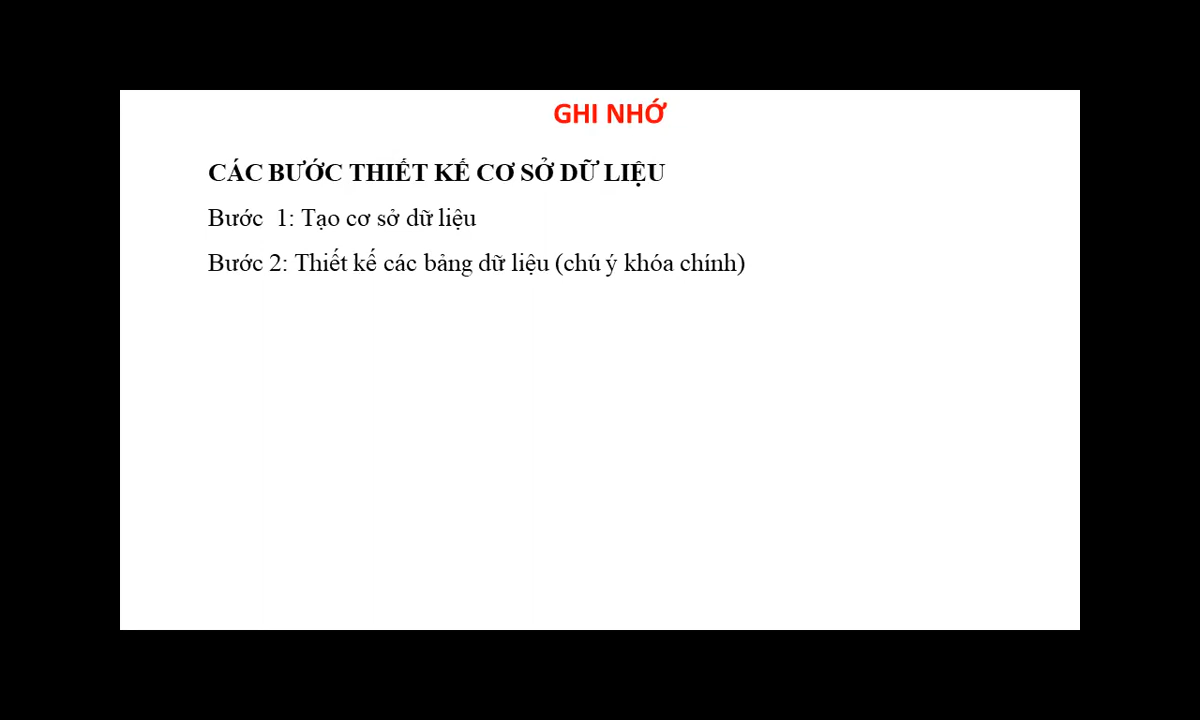 GHI NHỚ
CÁC BƯỚC THIẾT KẾ CƠ SỞ DỮ LIỆU
Bước  1: Tạo cơ sở dữ liệu
Bước 2: Thiết kế các bảng dữ liệu (chú ý khóa chính)